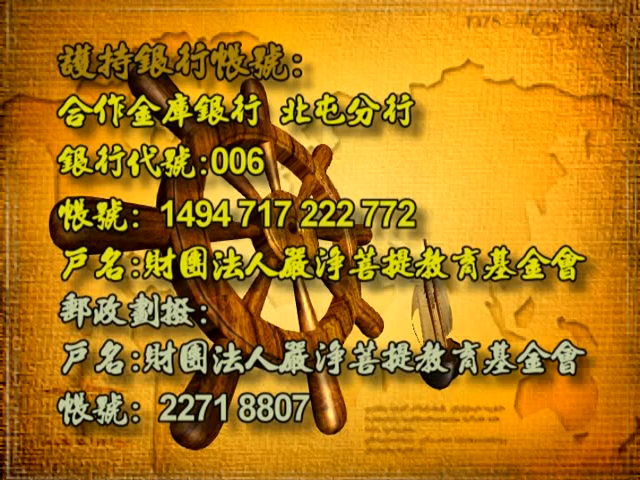 護持銀行帳號:
合作金庫銀行 北屯分行
銀行代號:006
帳號: 1494 717 222 772
戶名:財團法人嚴淨菩提教育基金會
郵政劃撥:
戶名:財團法人嚴淨菩提教育基金會
帳號: 2271 8807